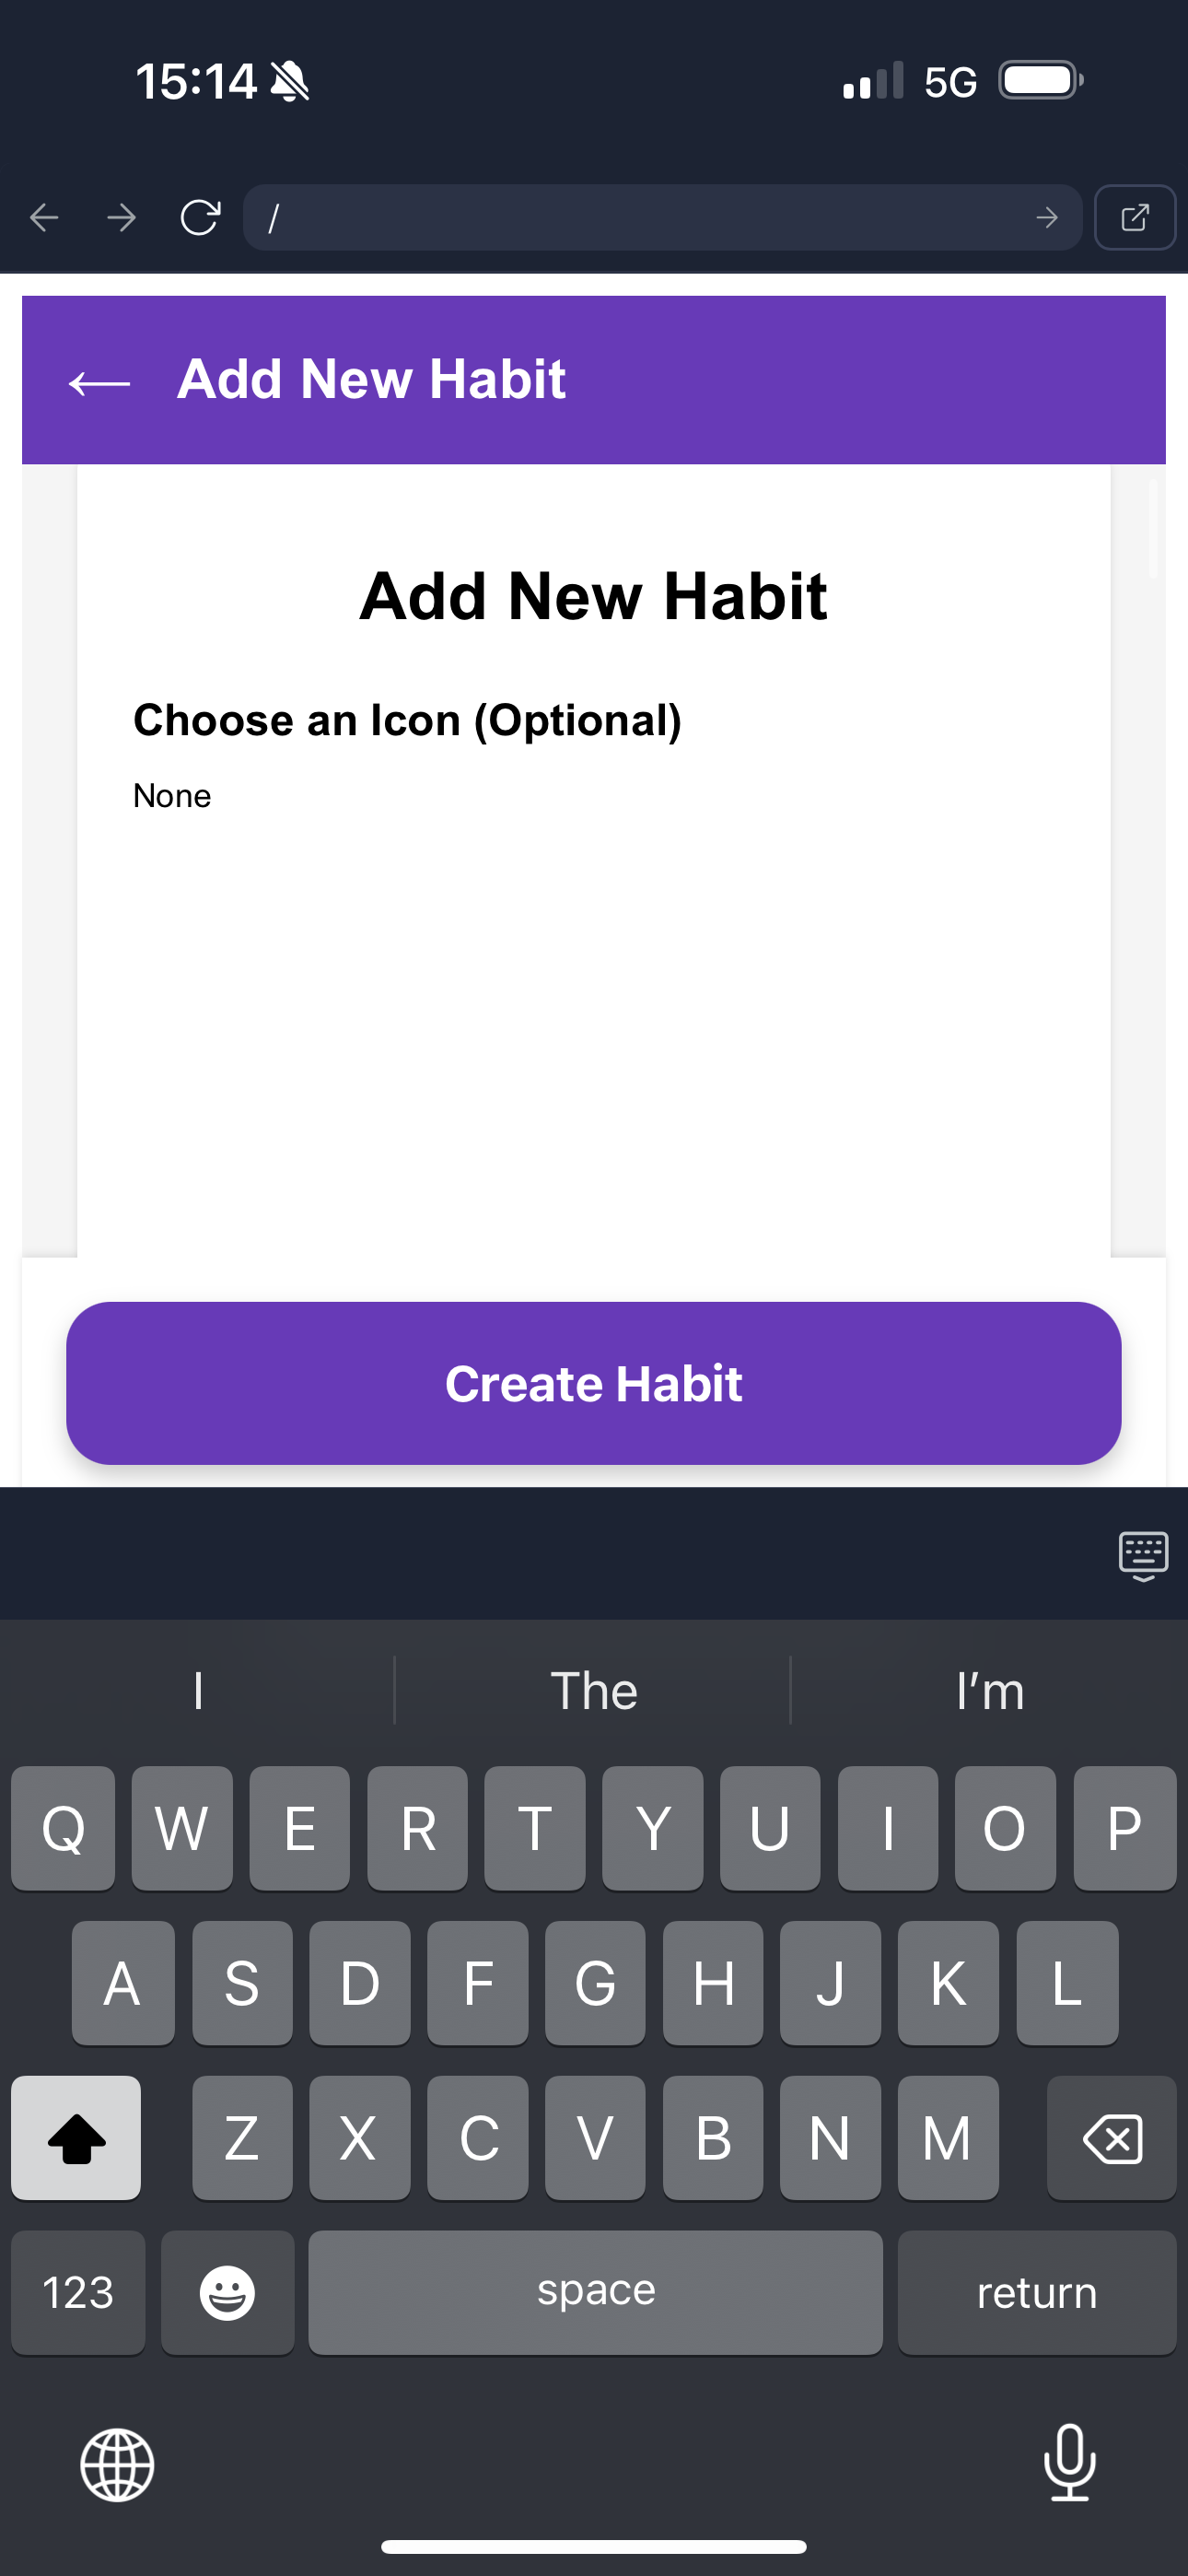 15:14
5G
/
Add New Habit
Add New Habit
Choose an Icon (Optional)
None
Create Habit
I
The
I’m
Q W E R T Y U I O P
A S D F G H J K L
Z X C V B N M
123
space
return